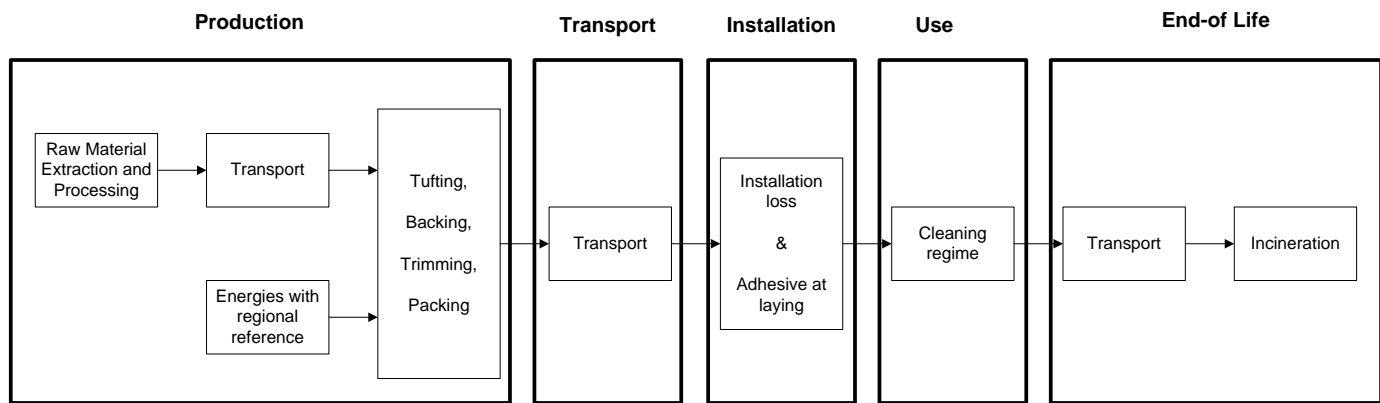 Production
Transport
Installation
Use
End-of Life
Raw Material
Extraction and
Processing
Transport
Energies with
regional
reference
Tufting,
Backing,
Trimming,
Packing
Transport
Installation
loss
&
Adhesive at
laying
Cleaning
regime
Transport
Incineration